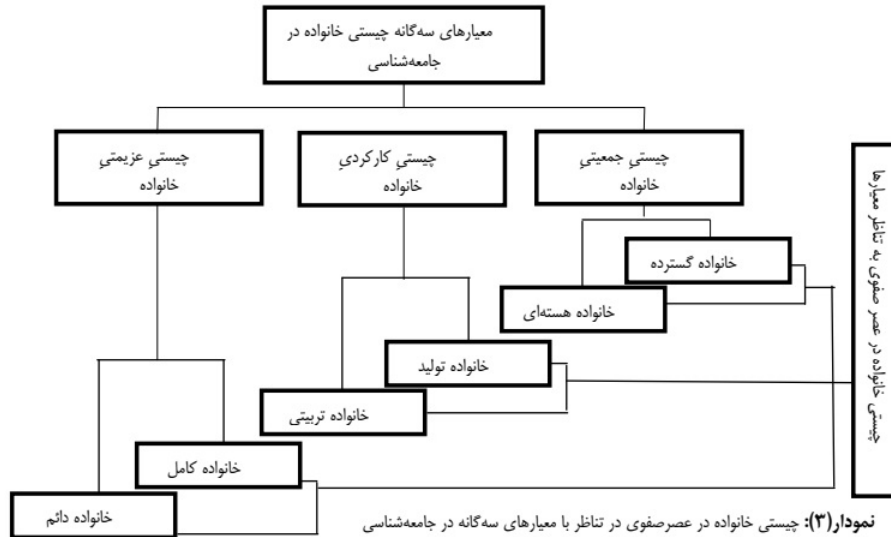 معیارهای سه‌گانه چیستی خانواده در
جامعه‌شناسی
چیستیِ جمعیتیِ
خانواده
چیستیِ کارکردیِ
خانواده
چیستیِ عزیمتیِ
خانواده
چیستی خانواده در عصر صفوی به تناظر معیارها
خانواده گسترده
خانواده هسته‌ای
خانواده تولید
خانواده تربیتی
خانواده کامل
خانواده دائم
نمودار(۳): چیستی خانواده در عصرصفوی در تناظر با معیارهای سه‌گانه در جامعه‌شناسی